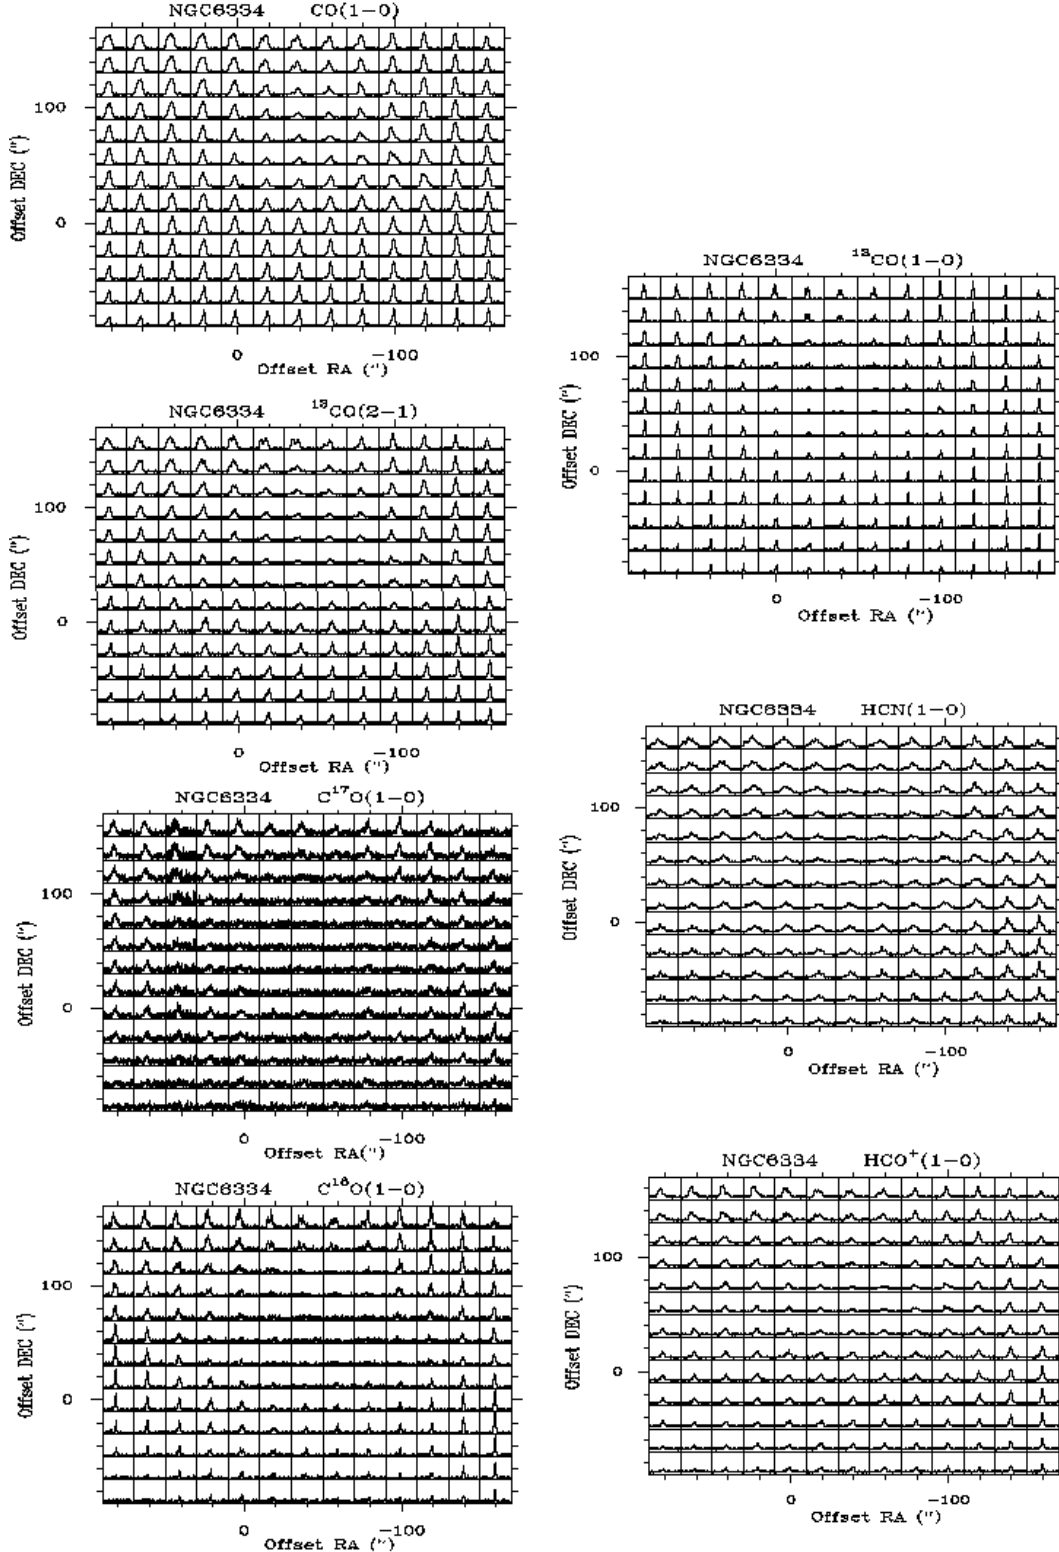 NGC6334 CO(1−0)
100
0
Offset DEC (")
0 −100
Offset RA (")
NGC6334 ¹³CO(2−1)
100
0
Offset DEC (")
0 −100
Offset RA (")
NGC6334 C¹⁷O(1−0)
100
0
Offset DEC (")
0 −100
Offset RA(")
NGC6334 C¹⁸O(1−0)
100
0
Offset DEC (")
0 −100
Offset RA (")
NGC6334 ¹³CO(1−0)
100
0
Offset DEC (")
0 −100
Offset RA (")
NGC6334 HCN(1−0)
100
0
Offset DEC (")
0 −100
Offset RA (")
NGC6334 HCO⁺(1−0)
100
0
Offset DEC (")
0 −100
Offset RA (")